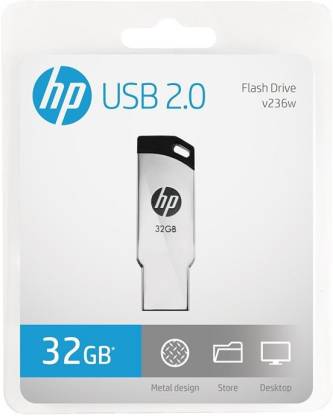 hp
USB 2.0
Flash Drive
v236w
hp
32GB
32GB*
Metal design
Store
Desktop